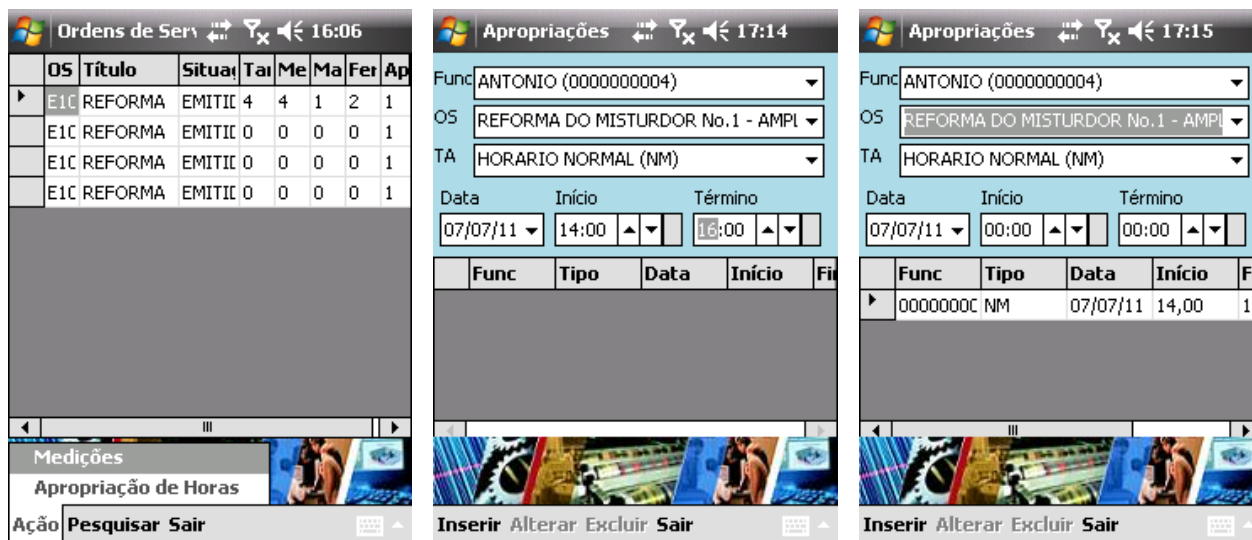 Ordens de Serv 16:06
OS Título Situaç Tar Me Ma Fer Ap
E1C REFORMA EMITID 4 4 1 2 1
E1C REFORMA EMITID 0 0 0 0 1
E1C REFORMA EMITID 0 0 0 0 1
E1C REFORMA EMITID 0 0 0 0 1
Medições
Apropriação de Horas
Ação Pesquisar Sair
Apropriações 17:14
Func ANTONIO (0000000004)
OS REFORMA DO MISTURDOR No.1 - AMPL
TA HORARIO NORMAL (NM)
Data Início Término
07/07/11 14:00 16:00
Func Tipo Data Início Fin
Inserir Alterar Excluir Sair
Apropriações 17:15
Func ANTONIO (0000000004)
OS REFORMA DO MISTURDOR No.1 - AMPL
TA HORARIO NORMAL (NM)
Data Início Término
07/07/11 00:00 00:00
Func Tipo Data Início F
0000000C NM 07/07/11 14,00 1
Inserir Alterar Excluir Sair